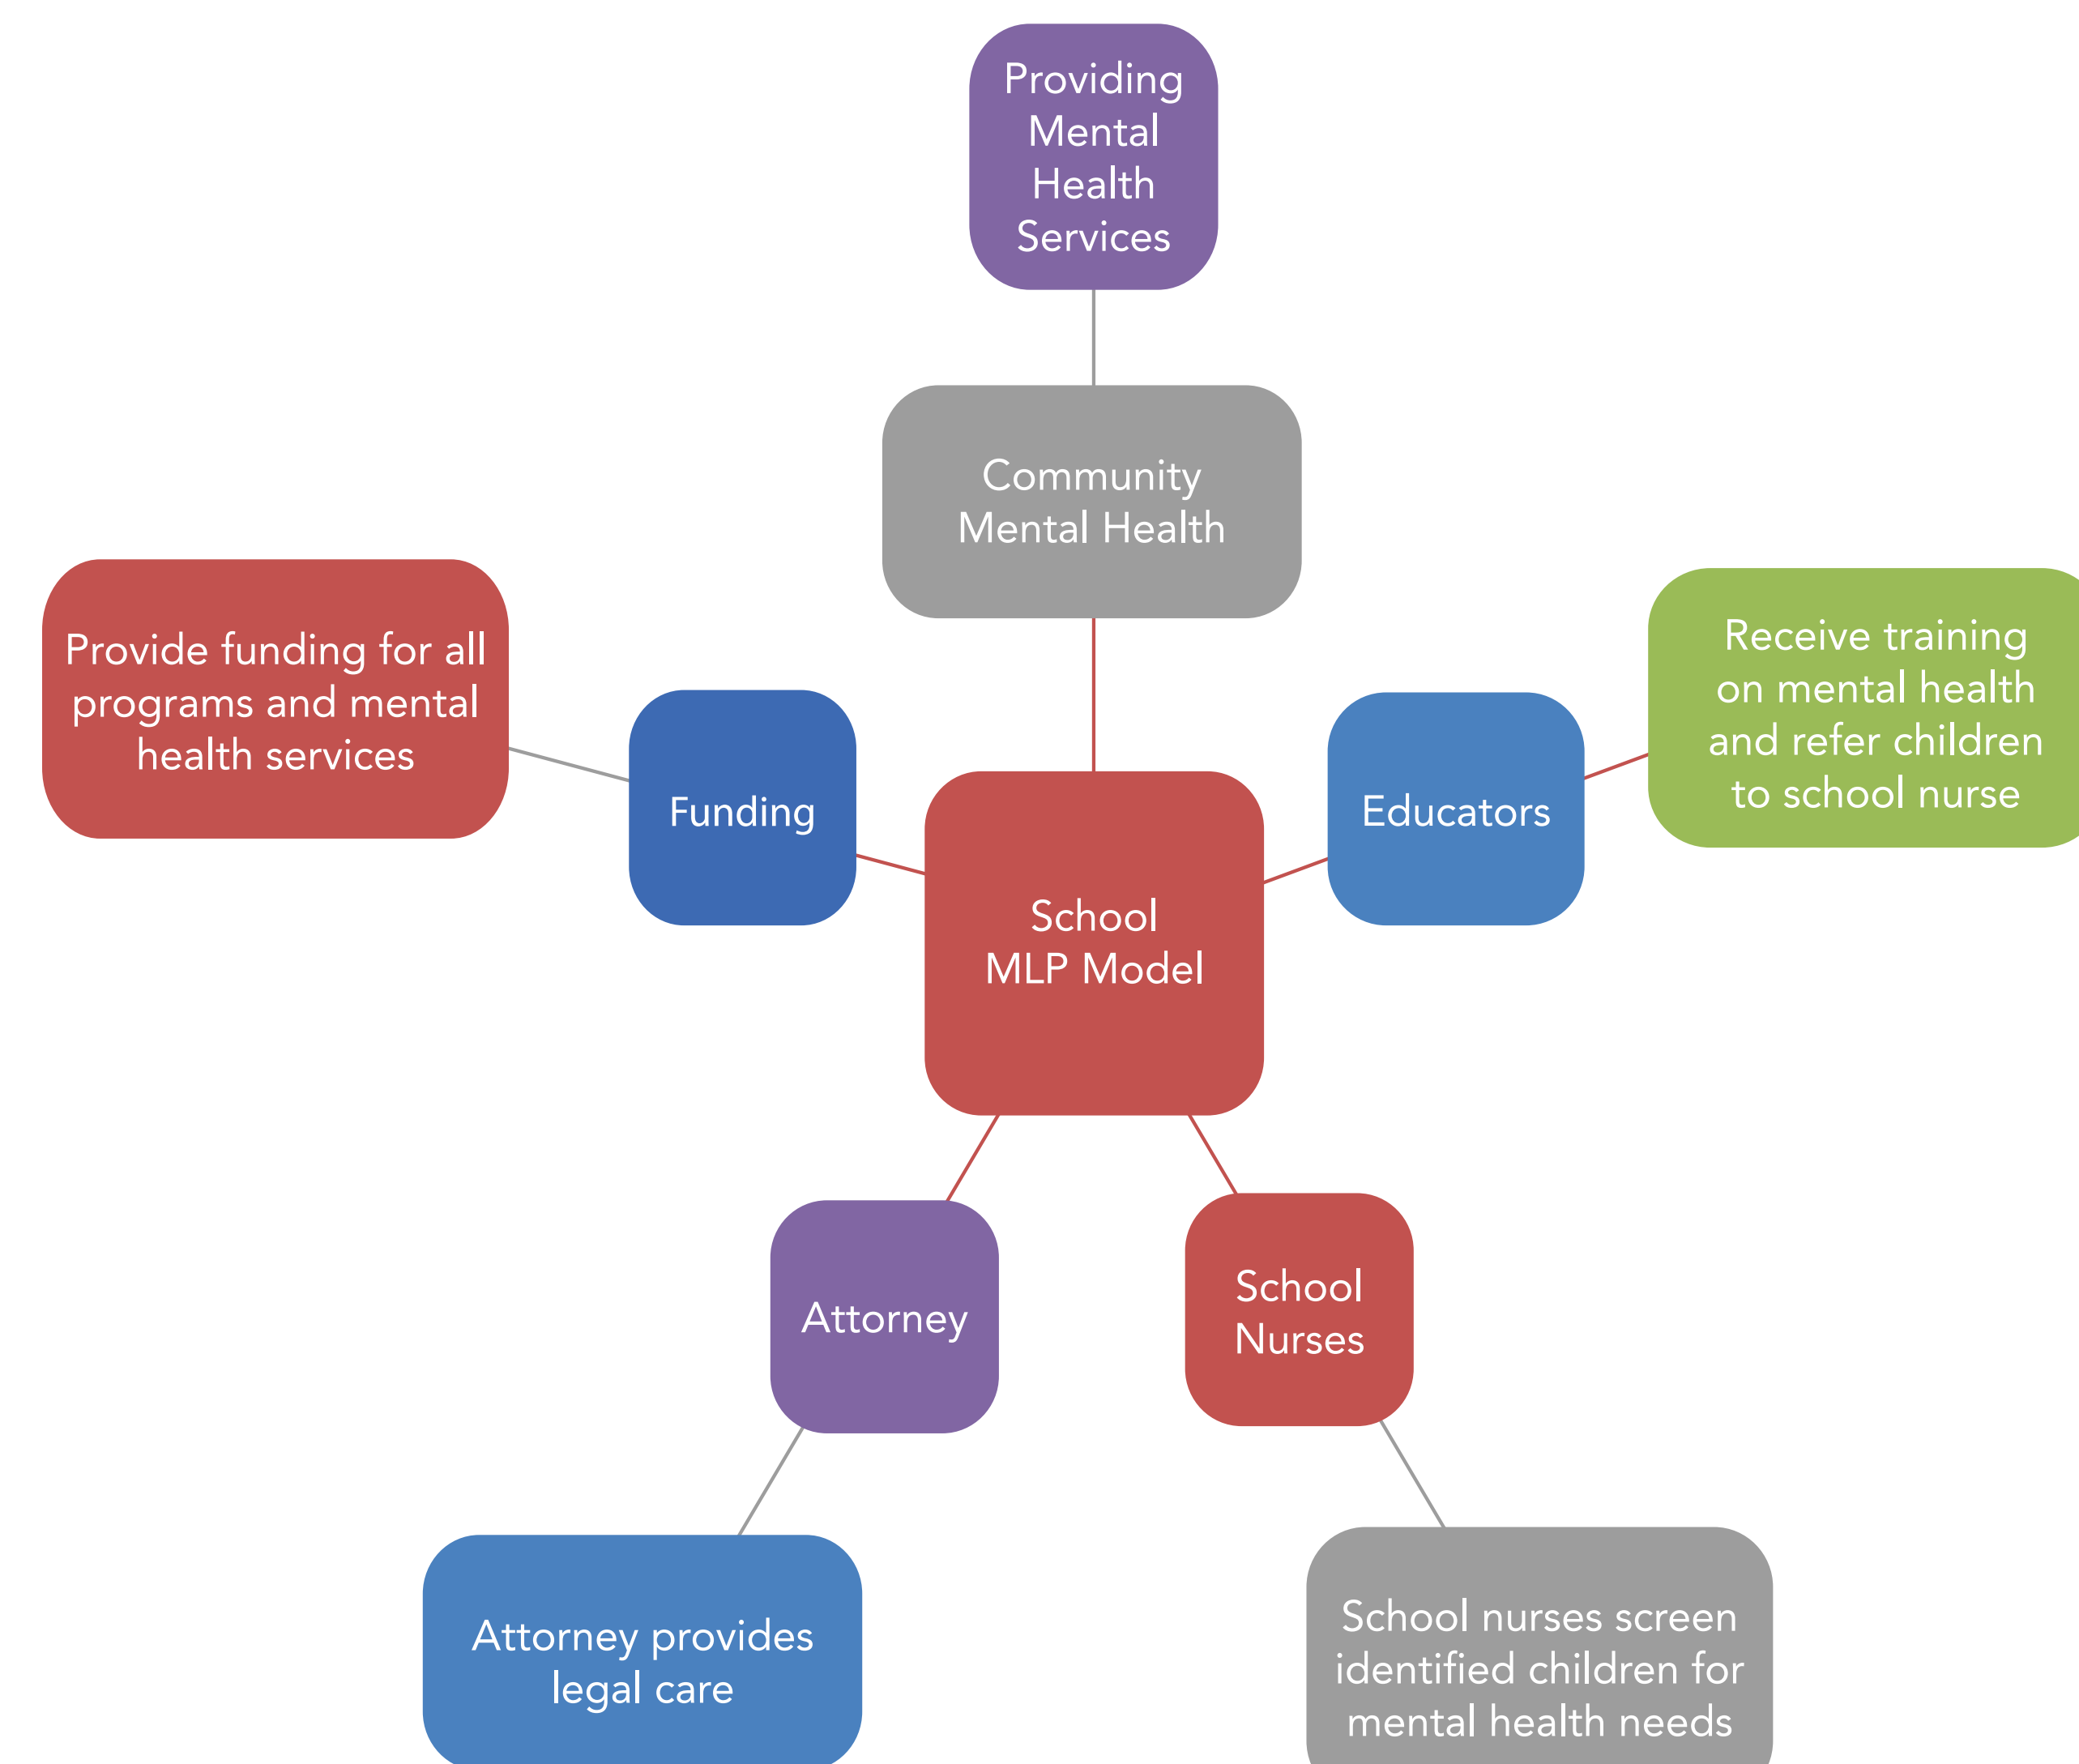 Providing
Mental
Health
Services
Community
Mental Health
Provide funding for all
programs and mental
health services
Funding
Educators
Receive training
on mental health
and refer children
to school nurse
School
MLP Model
Attorney
School
Nurses
Attorney provides
legal care
School nurses screen
identified children for
mental health needs